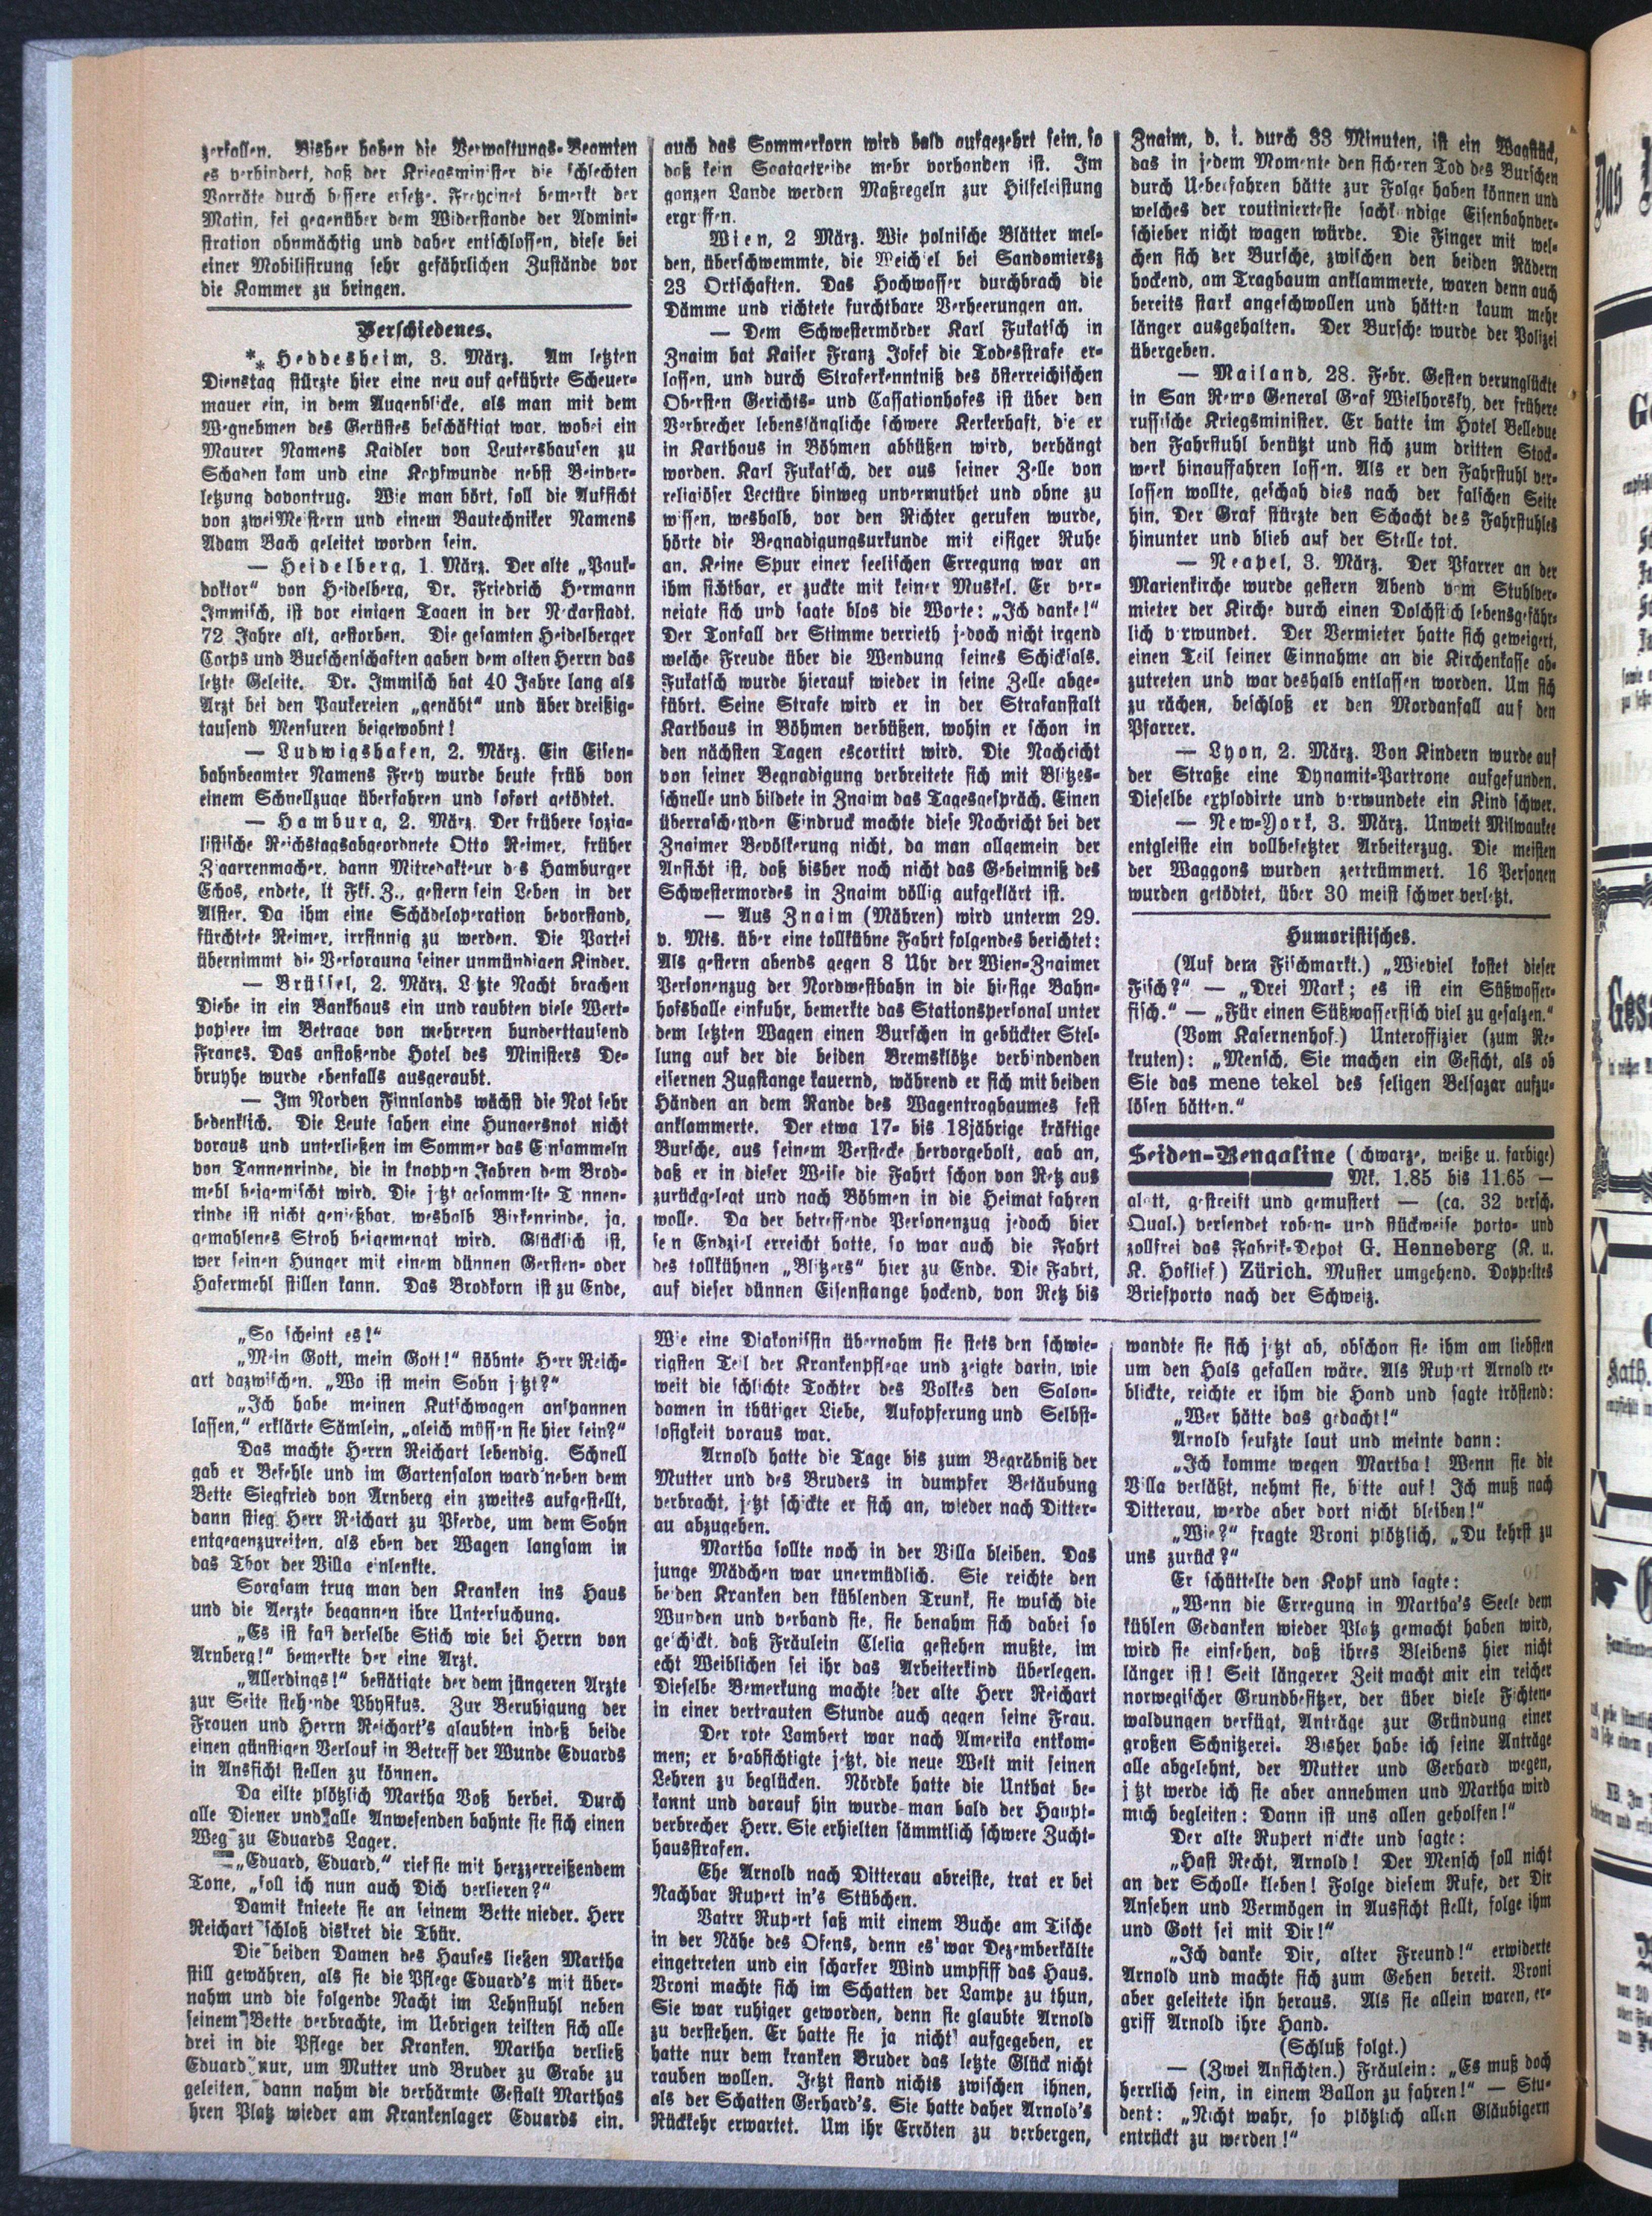 zerfallen. Bisher haben die Verwaltungs-Beamten
es verhindert, daß der Kriegsminister die schlechten
Vorräte durch bessere ersetze. Freycinet bemerkt der
Matin, sei gegenüber dem Widerstande der Admini-
stration ohnmächtig und daher entschlossen, diese bei
einer Mobilisirung sehr gefährlichen Zustände vor
die Kammer zu bringen.
Verschiedenes.
*** Heddesheim, 3. März. Am letzten
Dienstag stürzte hier eine neu aufgeführte Scheuer-
mauer ein, in dem Augenblicke, als man mit dem
Wegnehmen des Gerüstes beschäftigt war, wobei ein
Maurer Namens Kaidler von Leutershausen zu
Schaden kam und eine Kopfwunde nebst Beinver-
letzung davontrug. Wie man hört, soll die Aufsicht
von zwei Meistern und einem Bautechniker Namens
Adam Bach geleitet worden sein.
— Heidelberg, 1. März. Der alte „Pauk-
doktor“ von Heidelberg, Dr. Friedrich Hermann
Immisch, ist vor einigen Tagen in der Neckarstadt,
72 Jahre alt, gestorben. Die gesamten Heidelberger
Corps und Burschenschaften gaben dem alten Herrn das
letzte Geleite. Dr. Immisch hat 40 Jahre lang als
Arzt bei den Paukereien „genäht“ und über dreißig-
tausend Mensuren beigewohnt!
— Ludwigshafen, 2. März. Ein Eisen-
bahnbeamter Namens Frey wurde heute früh von
einem Schnellzuge überfahren und sofort getödtet.
— Hamburg, 2. März. Der frühere sozia-
listische Reichstagsabgeordnete Otto Reimer, früher
Zigarrenmacher, dann Mitredakteur des Hamburger
Echos, endete, lt Fkf. Z., gestern sein Leben in der
Alster. Da ihm eine Schädeloperation bevorstand,
fürchtete Reimer, irrsinnig zu werden. Die Partei
übernimmt die Versorgung seiner unmündigen Kinder.
— Brüssel, 2. März. Letzte Nacht brachen
Diebe in ein Bankhaus ein und raubten viele Wert-
papiere im Betrage von mehreren hunderttausend
Francs. Das anstoßende Hotel des Ministers De-
bruyhe wurde ebenfalls ausgeraubt.
— Im Norden Finnlands wächst die Not sehr
bedenklich. Die Leute sahen eine Hungersnot nicht
voraus und unterließen im Sommer das Einsammeln
von Tannenrinde, die in knappen Jahren dem Brod-
mehl beigemischt wird. Die jetzt gesammelte Tannen-
rinde ist nicht genießbar, weshalb Birkenrinde, ja,
gemahlenes Stroh beigemengt wird. Glücklich ist,
wer seinen Hunger mit einem dünnen Gersten- oder
Hafermehl stillen kann. Das Brodkorn ist zu Ende,
auch das Sommerkorn wird bald aufgezehrt sein, so
daß kein Saatgetreide mehr vorhanden ist. Im
ganzen Lande werden Maßregeln zur Hilfeleistung
ergriffen.
Wien, 2 März. Wie polnische Blätter mel-
den, überschwemmte, die Weichsel bei Sandomiersz
23 Ortschaften. Das Hochwasser durchbrach die
Dämme und richtete furchtbare Verheerungen an.
— Dem Schwestermörder Karl Fukatsch in
Znaim hat Kaiser Franz Josef die Todesstrafe er-
lassen, und durch Straferkenntniß des österreichischen
Obersten Gerichts- und Cassationhofes ist über den
Verbrecher lebenslängliche schwere Kerkerhaft, die er
in Karthaus in Böhmen abbüßen wird, verhängt
worden. Karl Fukatsch, der aus seiner Zelle von
religiöser Lectüre hinweg unvermuthet und ohne zu
wissen, weshalb, vor den Richter gerufen wurde,
hörte die Begnadigungsurkunde mit eisiger Ruhe
an. Keine Spur einer seelischen Erregung war an
ihm sichtbar, er zuckte mit keiner Muskel. Er ver-
neigte sich und sagte blos die Worte: „Ich danke!“
Der Tonfall der Stimme verrieth jedoch nicht irgend
welche Freude über die Wendung seines Schicksals.
Fukatsch wurde hierauf wieder in seine Zelle abge-
führt. Seine Strafe wird er in der Strafanstalt
Karthaus in Böhmen verbüßen, wohin er schon in
den nächsten Tagen escortirt wird. Die Nacheicht
von seiner Begnadigung verbreitete sich mit Blitzes-
schnelle und bildete in Znaim das Tagesgespräch. Einen
überraschenden Eindruck machte diese Nachricht bei der
Znaimer Bevölkerung nicht, da man allgemein der
Ansicht ist, daß bisher noch nicht das Geheimniß des
Schwestermordes in Znaim völlig aufgeklärt ist.
— Aus Znaim (Mähren) wird unterm 29.
v. Mts. über eine tollkühne Fahrt folgendes berichtet:
Als gestern abends gegen 8 Uhr der Wien-Znaimer
Personenzug der Nordwestbahn in die hiesige Bahn-
hofshalle einfuhr, bemerkte das Stationspersonal unter
dem letzten Wagen einen Burschen in gebückter Stel-
lung auf der die beiden Bremsklötze verbindenden
eisernen Zugstange kauernd, während er sich mit beiden
Händen an dem Rande des Wagentragbaumes fest
anklammerte. Der etwa 17- bis 18jährige kräftige
Bursche, aus seinem Verstecke hervorgeholt, gab an,
daß er in dieser Weise die Fahrt schon von Retz aus
zurückgelegt und nach Böhmen in die Heimat fahren
wolle. Da der betreffende Personenzug jedoch hier
sein Endziel erreicht hatte, so war auch die Fahrt
des tollkühnen „Blitzers“ hier zu Ende. Die Fahrt,
auf dieser dünnen Eisenstange hockend, von Retz bis
Znaim, d. i. durch 33 Minuten, ist ein Wagstück,
das in jedem Momente den sicheren Tod des Burschen
durch Ueberfahren hätte zur Folge haben können und
welches der routinierteste sachkundige Eisenbahnver-
schieber nicht wagen würde. Die Finger mit wel-
chen sich der Bursche, zwischen den beiden Rädern
hockend, am Tragbaum anklammerte, waren denn auch
bereits stark angeschwollen und hätten kaum mehr
länger ausgehalten. Der Bursche wurde der Polizei
übergeben.
— Mailand, 28. Febr. Gesten verunglückte
in San Remo General Graf Wielhorsky, der frühere
russische Kriegsminister. Er hatte im Hotel Bellevue
den Fahrstuhl benützt und sich zum dritten Stock-
werk hinauffahren lassen. Als er den Fahrstuhl ver-
lassen wollte, geschah dies nach der falschen Seite
hin. Der Graf stürzte den Schacht des Fahrstuhles
hinunter und blieb auf der Stelle tot.
— Neapel, 3. März. Der Pfarrer an der
Marienkirche wurde gestern Abend vom Stuhlver-
mieter der Kirche durch einen Dolchstich lebensgefähr-
lich verwundet. Der Vermieter hatte sich geweigert,
einen Teil seiner Einnahme an die Kirchenkasse ab-
zutreten und war deshalb entlassen worden. Um sich
zu rächen, beschloß er den Mordanfall auf den
Pfarrer.
— Lyon, 2. März. Von Kindern wurde auf
der Straße eine Dynamit-Partrone aufgefunden.
Dieselbe explodirte und verwundete ein Kind schwer.
— New-York, 3. März. Unweit Milwaukee
entgleiste ein vollbesetzter Arbeiterzug. Die meisten
der Waggons wurden zertrümmert. 16 Personen
wurden getödtet, über 30 meist schwer verletzt.
Humoristisches.
(Auf dem Fischmarkt.) „Wieviel kostet dieser
Fisch?“ — „Drei Mark; es ist ein Süßwasser-
fisch.“ — „Für einen Süßwasserfisch viel zu gesalzen.“
(Vom Kasernenhof.) Unteroffizier (zum Re-
kruten): „Mensch, Sie machen ein Gesicht, als ob
Sie das mene tekel des seligen Belsazar aufzu-
lösen hätten.“
Seiden-Bengaline (schwarze, weiße u. farbige)
Mk. 1.85 bis 11.65 —
glatt, gestreift und gemustert — (ca. 32 versch.
Qual.) versendet roben- und stückweise porto- und
zollfrei das Fabrik-Depot G. Henneberg (K. u.
K. Hoflief.) Zürich. Muster umgehend. Doppeltes
Briefporto nach der Schweiz.
„So scheint es!“
„Mein Gott, mein Gott!“ stöhnte Herr Reich-
art dazwischen. „Wo ist mein Sohn jetzt?“
„Ich habe meinen Kutschwagen anspannen
lassen,“ erklärte Sämlein, „gleich müssen sie hier sein?“
Das machte Herrn Reichart lebendig. Schnell
gab er Befehle und im Gartensalon ward neben dem
Bette Siegfried von Arnberg ein zweites aufgestellt,
dann stieg Herr Reichart zu Pferde, um dem Sohn
entgegenzureiten, als eben der Wagen langsam in
das Thor der Villa einlenkte.
Sorgsam trug man den Kranken ins Haus
und die Aerzte begannen ihre Untersuchung.
„Es ist fast derselbe Stich wie bei Herrn von
Arnberg!“ bemerkte der eine Arzt.
„Allerdings!“ bestätigte der dem jüngeren Arzte
zur Seite stehende Physikus. Zur Beruhigung der
Frauen und Herrn Reichart's glaubten indeß beide
einen günstigen Verlauf in Betreff der Wunde Eduards
in Ansicht stellen zu können.
Da eilte plötzlich Martha Voß herbei. Durch
alle Diener und alle Anwesenden bahnte sie sich einen
Weg zu Eduards Lager.
„Eduard, Eduard,“ rief sie mit herzzerreißendem
Tone, „soll ich nun auch Dich verlieren?“
Damit knieete sie an seinem Bette nieder. Herr
Reichart schloß diskret die Thür.
Die beiden Damen des Hauses ließen Martha
still gewähren, als sie die Pflege Eduard's mit über-
nahm und die folgende Nacht im Lehnstuhl neben
seinem Bette verbrachte, im Uebrigen teilten sich alle
drei in die Pflege der Kranken. Martha verließ
Eduard nur, um Mutter und Bruder zu Grabe zu
geleiten, dann nahm die verhärmte Gestalt Marthas
hren Platz wieder am Krankenlager Eduards ein.
Wie eine Diakonissin übernahm sie stets den schwie-
rigsten Teil der Krankenpflege und zeigte darin, wie
weit die schlichte Tochter des Volkes den Salon-
damen in thätiger Liebe, Aufopferung und Selbst-
losigkeit voraus war.
Arnold hatte die Tage bis zum Begräbniß der
Mutter und des Bruders in dumpfer Betäubung
verbracht, jetzt schickte er sich an, wieder nach Ditter-
au abzugeben.
Martha sollte noch in der Villa bleiben. Das
junge Mädchen war unermüdlich. Sie reichte den
beiden Kranken den kühlenden Trunk, sie wusch die
Wunden und verband sie, sie benahm sich dabei so
geschickt, daß Fräulein Clelia gestehen mußte, im
echt Weiblichen sei ihr das Arbeiterkind überlegen.
Dieselbe Bemerkung machte der alte Herr Reichart
in einer vertrauten Stunde auch gegen seine Frau.
Der rote Lambert war nach Amerika entkom-
men; er beabsichtigte jetzt, die neue Welt mit seinen
Lehren zu beglücken. Nördke hatte die Unthat be-
kannt und darauf hin wurde man bald der Haupt-
verbrecher Herr. Sie erhielten sämmtlich schwere Zucht-
hausstrafen.
Ehe Arnold nach Ditterau abreiste, trat er bei
Nachbar Rupert in's Stübchen.
Vatrr Rupert saß mit einem Buche am Tische
in der Nähe des Ofens, denn es war Dezemberkälte
eingetreten und ein scharfer Wind umpfiff das Haus.
Vroni machte sich im Schatten der Lampe zu thun,
Sie war ruhiger geworden, denn sie glaubte Arnold
zu verstehen. Er hatte sie ja nicht aufgegeben, er
hatte nur dem kranken Bruder das letzte Glück nicht
rauben wollen. Jetzt stand nichts zwischen ihnen,
als der Schatten Gerhard's. Sie hatte daher Arnold's
Rückkehr erwartet. Um ihr Erröten zu verbergen,
wandte sie sich jetzt ab, obschon sie ihm am liebsten
um den Hals gefallen wäre. Als Rupert Arnold er-
blickte, reichte er ihm die Hand und sagte tröstend:
„Wer hätte das gedacht!“
Arnold seufzte laut und meinte dann:
„Ich komme wegen Martha! Wenn sie die
Villa verläßt, nehmt sie, bitte auf! Ich muß nach
Ditterau, werde aber dort nicht bleiben!“
„Wie?“ fragte Vroni plötzlich, „Du kehrst zu
uns zurück?“
Er schüttelte den Kopf und sagte:
„Wenn die Erregung in Martha's Seele dem
kühlen Gedanken wieder Platz gemacht haben wird,
wird sie einsehen, daß ihres Bleibens hier nicht
länger ist! Seit längerer Zeit macht mir ein reicher
norwegischer Grundbesitzer, der über viele Fichten-
waldungen verfügt, Anträge zur Gründung einer
großen Schnitzerei. Bisher habe ich seine Anträge
alle abgelehnt, der Mutter und Gerhard wegen,
jetzt werde ich sie aber annehmen und Martha wird
mich begleiten: Dann ist uns allen geholfen!“
Der alte Rupert nickte und sagte:
„Hast Recht, Arnold! Der Mensch soll nicht
an der Scholle kleben! Folge diesem Rufe, der Dir
Ansehen und Vermögen in Aussicht stellt, folge ihm
und Gott sei mit Dir!“
„Ich danke Dir, alter Freund!“ erwiderte
Arnold und machte sich zum Gehen bereit. Vroni
aber geleitete ihn heraus. Als sie allein waren, er-
griff Arnold ihre Hand.
(Schluß folgt.)
— (Zwei Ansichten.) Fräulein: „Es muß doch
herrlich sein, in einem Ballon zu fahren!“ — Stu-
dent: „Nicht wahr, so plötzlich allen Gläubigern
entrückt zu werden!“
Das